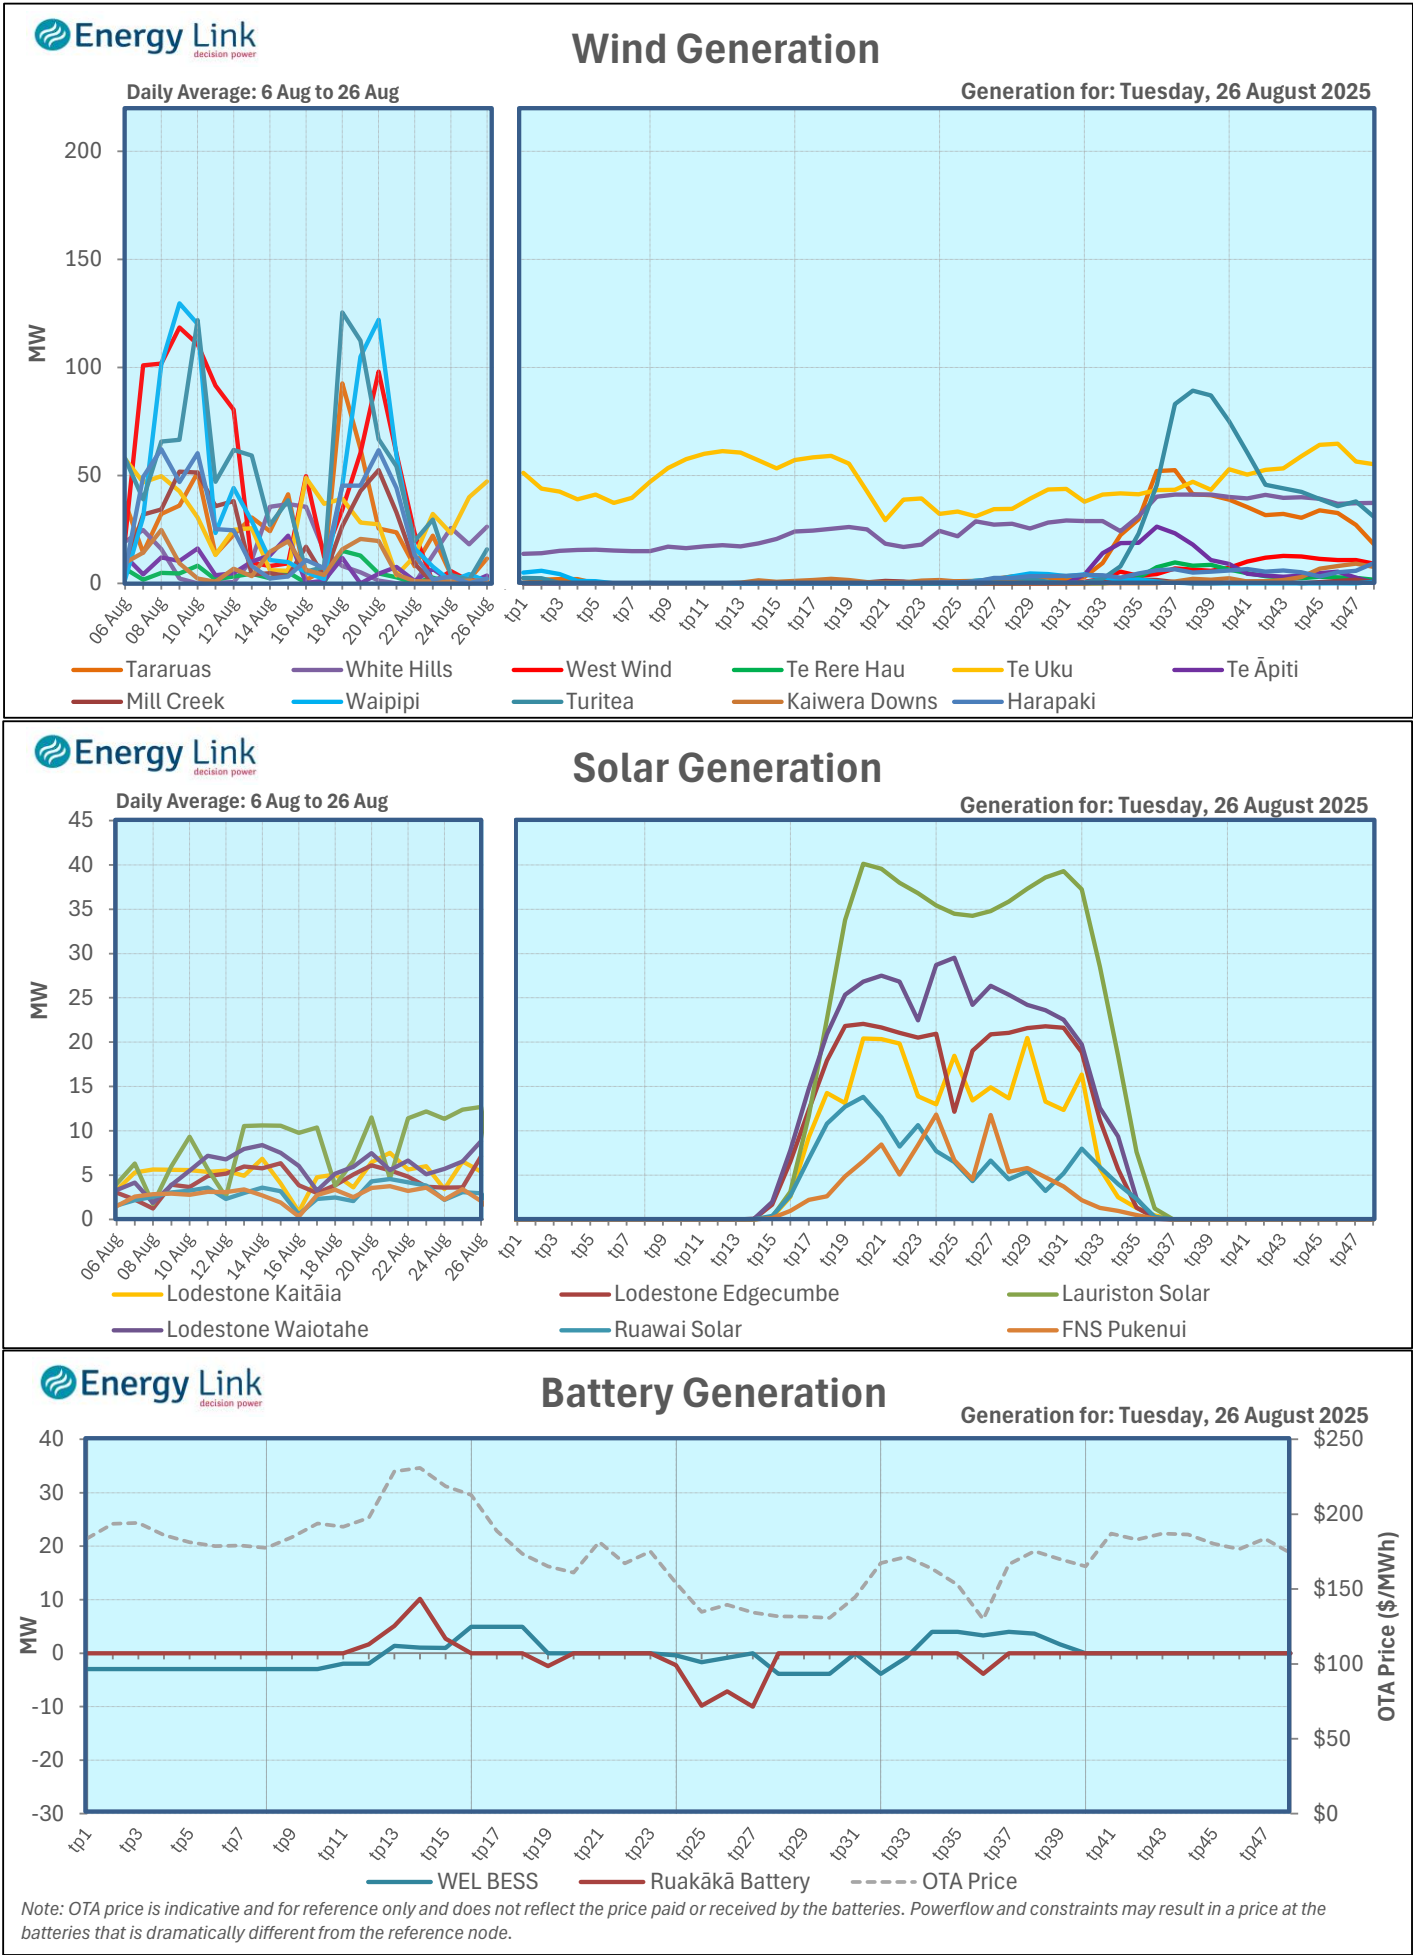 Energy Link
decision power
Wind Generation
Daily Average: 6 Aug to 26 Aug
Generation for: Tuesday, 26 August 2025
MW
200
150
100
50
0
06 Aug 08 Aug 10 Aug 12 Aug 14 Aug 16 Aug 18 Aug 20 Aug 22 Aug 24 Aug 26 Aug
tp1 tp3 tp5 tp7 tp9 tp11 tp13 tp15 tp17 tp19 tp21 tp23 tp25 tp27 tp29 tp31 tp33 tp35 tp37 tp39 tp41 tp43 tp45 tp47
Tararuas White Hills West Wind Te Rere Hau Te Uku Te Āpiti
Mill Creek Waipipi Turitea Kaiwera Downs Harapaki
Energy Link
decision power
Solar Generation
Daily Average: 6 Aug to 26 Aug
Generation for: Tuesday, 26 August 2025
MW
45
40
35
30
25
20
15
10
5
0
06 Aug 08 Aug 10 Aug 12 Aug 14 Aug 16 Aug 18 Aug 20 Aug 22 Aug 24 Aug 26 Aug
tp1 tp3 tp5 tp7 tp9 tp11 tp13 tp15 tp17 tp19 tp21 tp23 tp25 tp27 tp29 tp31 tp33 tp35 tp37 tp39 tp41 tp43 tp45 tp47
Lodestone Kaitāia Lodestone Edgecumbe Lauriston Solar
Lodestone Waiotahe Ruawai Solar FNS Pukenui
Energy Link
decision power
Battery Generation
Generation for: Tuesday, 26 August 2025
MW
40
30
20
10
0
-10
-20
-30
$250
$200
$150
$100
$50
$0
OTA Price ($/MWh)
tp1 tp3 tp5 tp7 tp9 tp11 tp13 tp15 tp17 tp19 tp21 tp23 tp25 tp27 tp29 tp31 tp33 tp35 tp37 tp39 tp41 tp43 tp45 tp47
WEL BESS Ruakākā Battery OTA Price
Note: OTA price is indicative and for reference only and does not reflect the price paid or received by the batteries. Powerflow and constraints may result in a price at the
batteries that is dramatically different from the reference node.